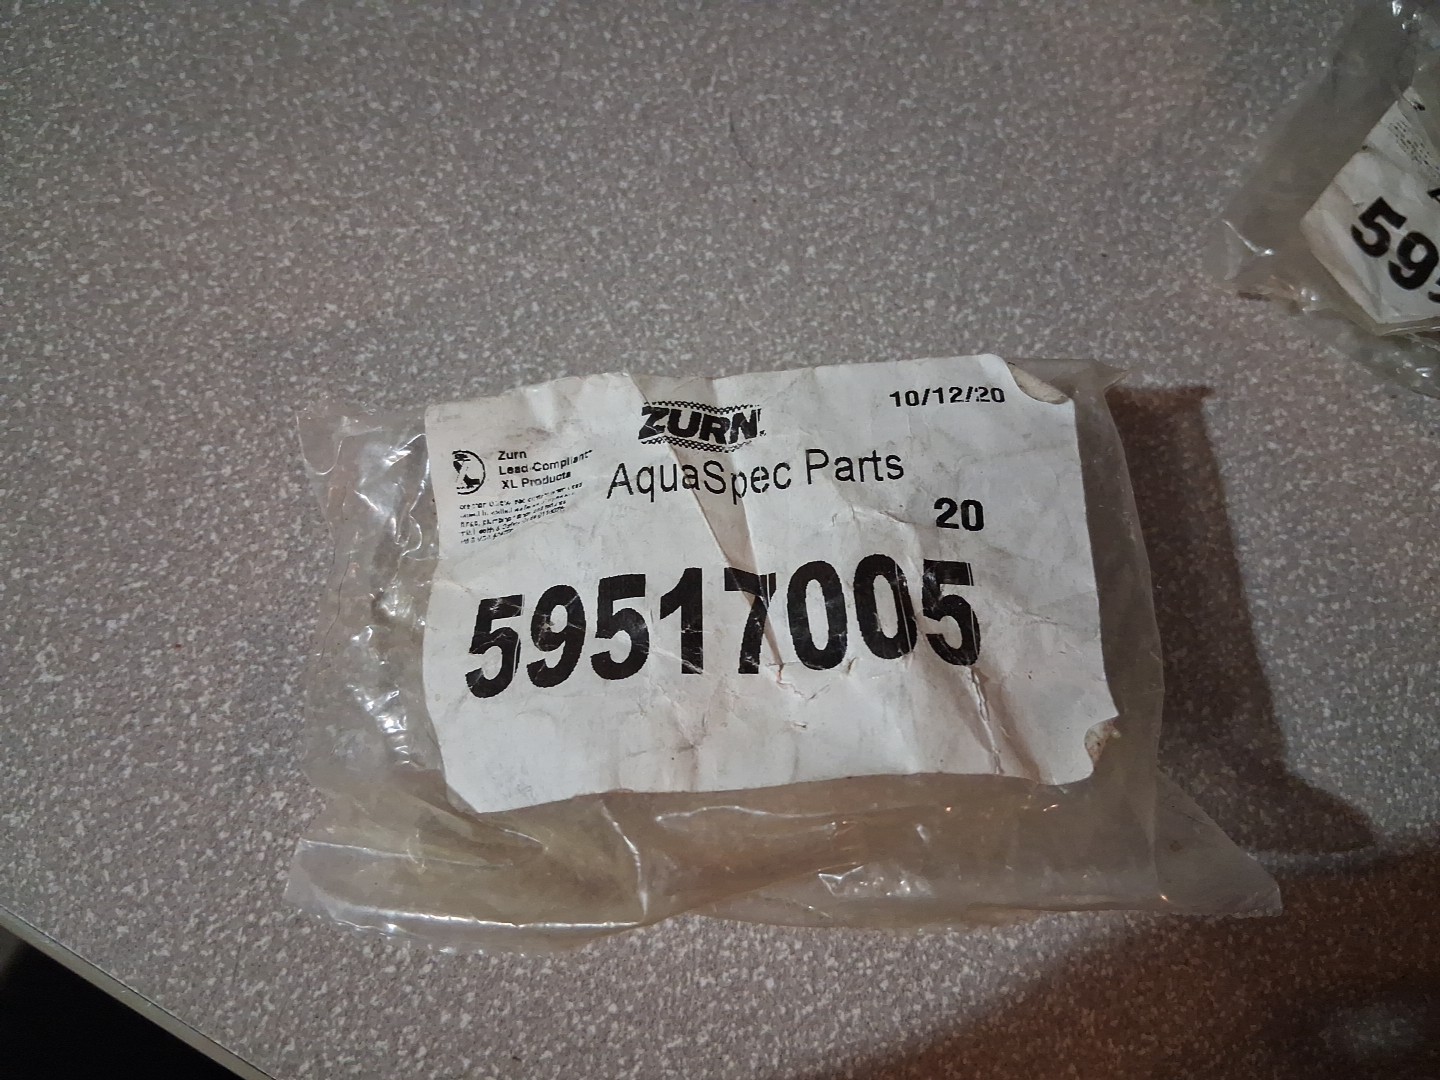 10/12/20
ZURN
Zurn
Lead Compliant*
XL Products
AquaSpec Parts
20
59517005
59